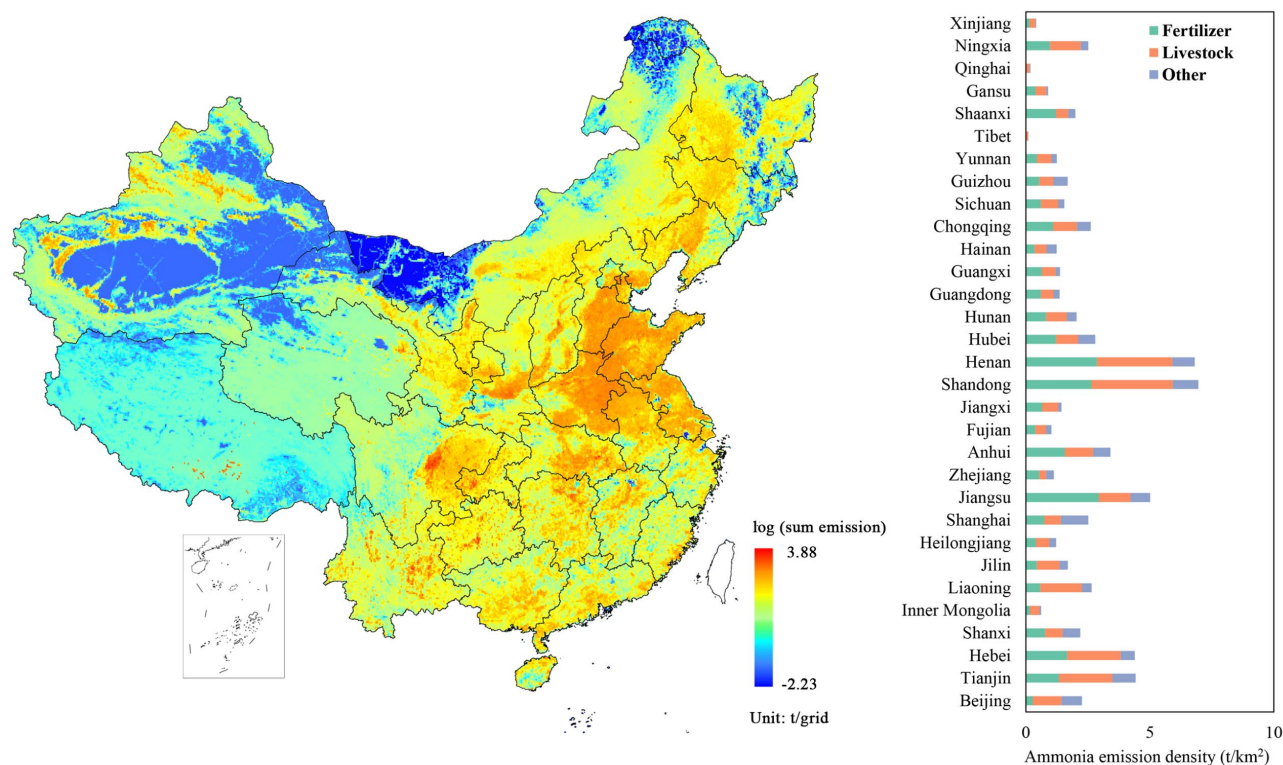 log (sum emission)
3.88
-2.23
Unit: t/grid
Xinjiang
Ningxia
Qinghai
Gansu
Shaanxi
Tibet
Yunnan
Guizhou
Sichuan
Chongqing
Hainan
Guangxi
Guangdong
Hunan
Hubei
Henan
Shandong
Jiangxi
Fujian
Anhui
Zhejiang
Jiangsu
Shanghai
Heilongjiang
Jilin
Liaoning
Inner Mongolia
Shanxi
Hebei
Tianjin
Beijing
Fertilizer
Livestock
Other
0 5 10
Ammonia emission density (t/km²)